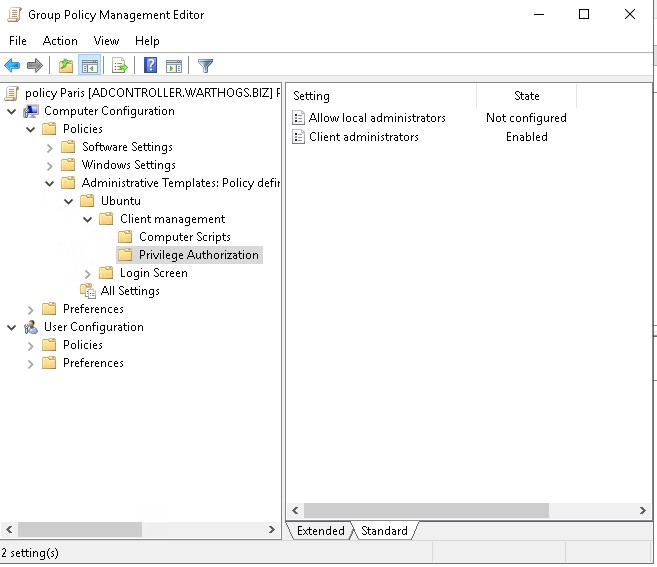 Group Policy Management Editor
File Action View Help
policy Paris [ADCONTROLLER.WARTHOGS.BIZ] P
Computer Configuration
Policies
Software Settings
Windows Settings
Administrative Templates: Policy defin
Ubuntu
Client management
Computer Scripts
Privilege Authorization
Login Screen
All Settings
Preferences
User Configuration
Policies
Preferences
Setting State
Allow local administrators Not configured
Client administrators Enabled
Extended Standard
2 setting(s)